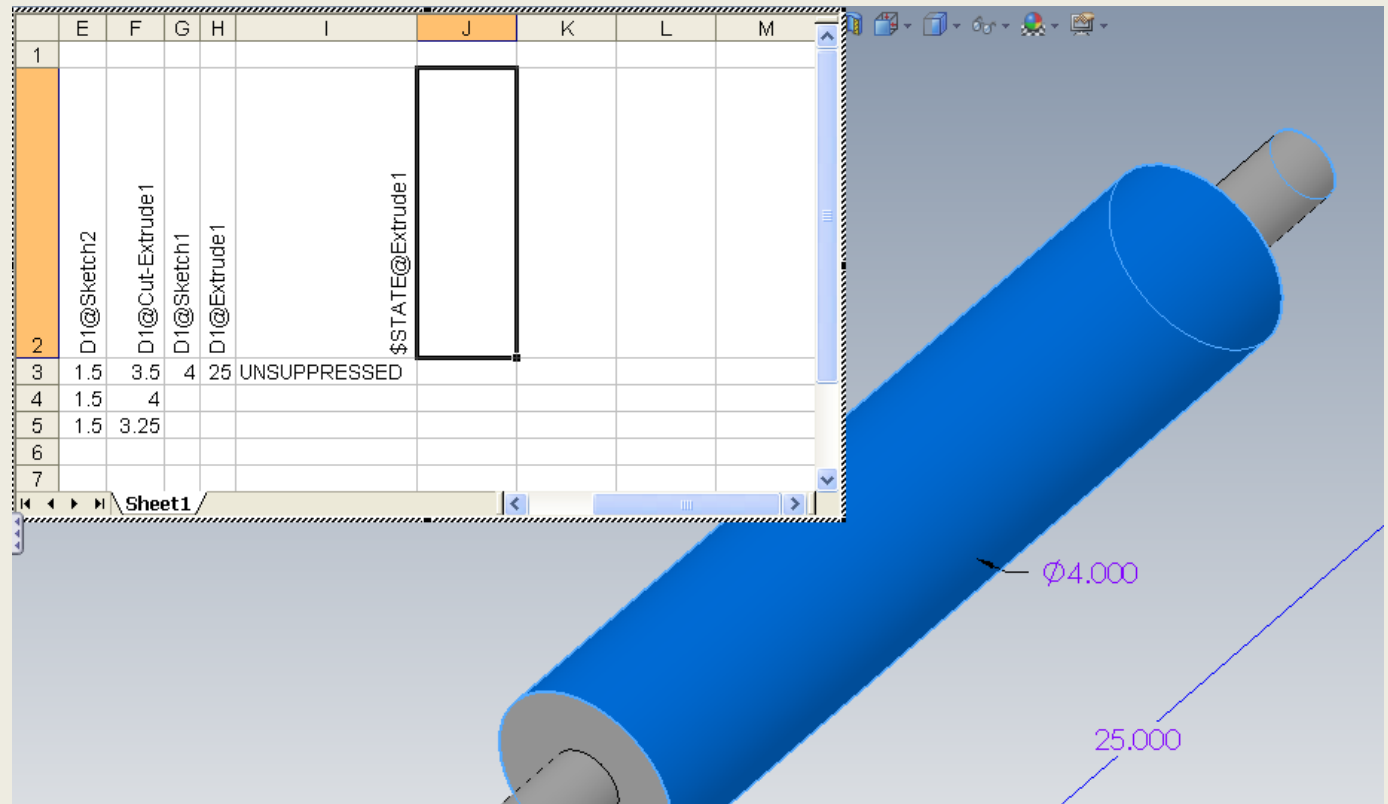 E F G H I J K L M
1
2 D1@Sketch2 D1@Cut-Extrude1 D1@Sketch1 D1@Extrude1 $STATE@Extrude1
3 1.5 3.5 4 25 UNSUPPRESSED
4 1.5 4
5 1.5 3.25
6
7
Sheet1
Ø4.000
25.000